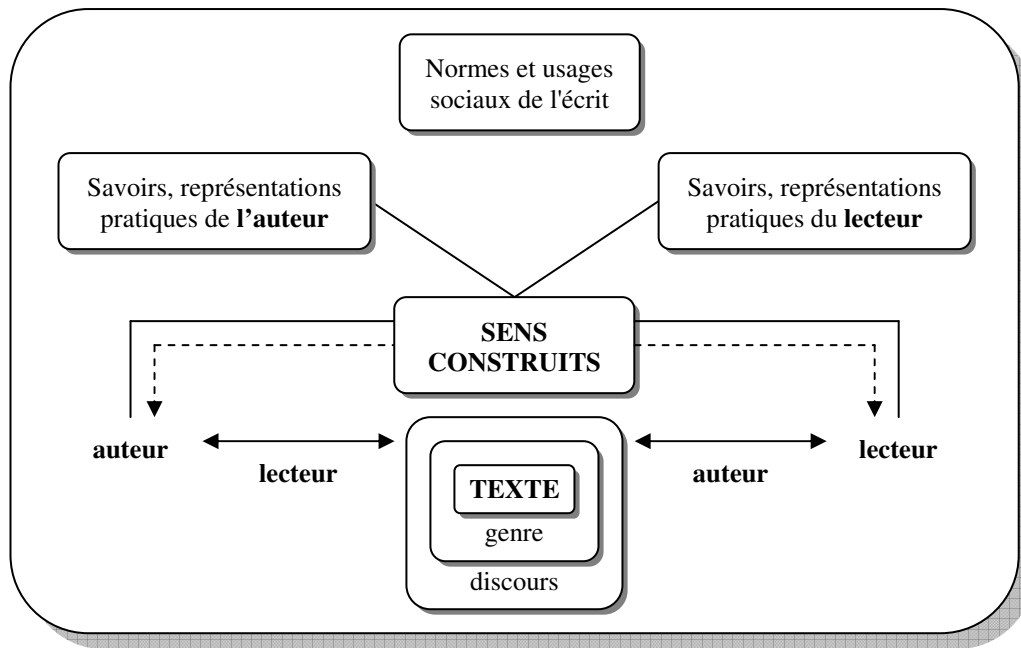 Normes et usages
sociaux de l'écrit
Savoirs, représentations
pratiques de l’auteur
Savoirs, représentations
pratiques du lecteur
SENS
CONSTRUITS
auteur
lecteur
TEXTE
genre
discours
auteur
lecteur